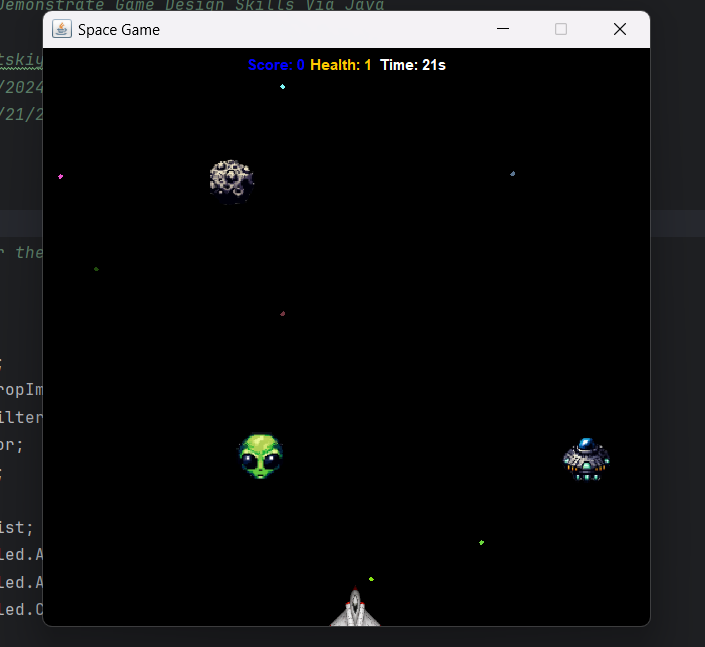 Demonstrate Game Design Skills Via Java
Space Game
tskiy
/2024
/21/2
Score: 0 Health: 1 Time: 21s
r the
;
ropIm
ilter
or;
;
ist;
led.A
led.A
led.C